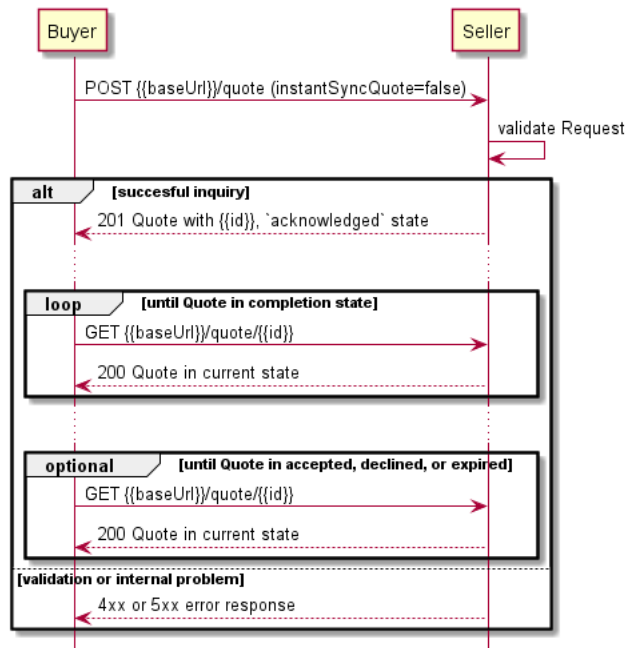 Buyer
Seller
POST {{baseUrl}}/quote (instantSyncQuote=false)
validate Request
alt
[succesful inquiry]
201 Quote with {{id}}, `acknowledged` state
loop
[until Quote in completion state]
GET {{baseUrl}}/quote/{{id}}
200 Quote in current state
optional
[until Quote in accepted, declined, or expired]
GET {{baseUrl}}/quote/{{id}}
200 Quote in current state
[validation or internal problem]
4xx or 5xx error response